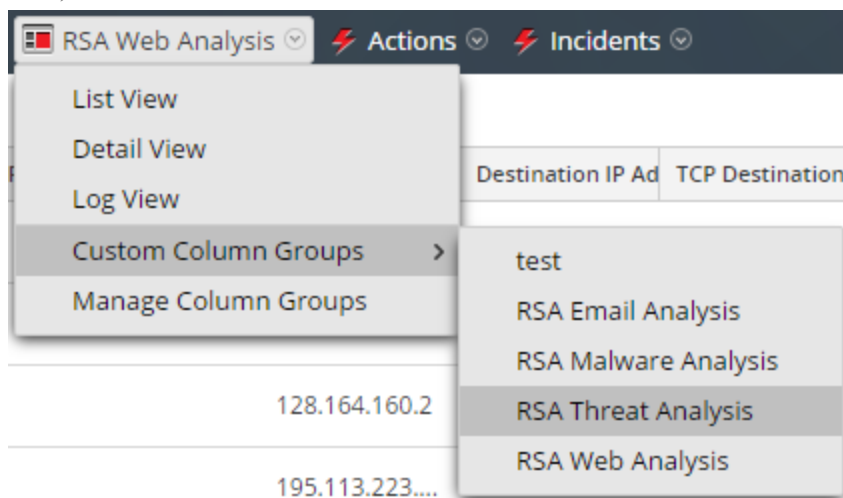 RSA Web Analysis Actions Incidents
List View
Detail View
Log View
Custom Column Groups
Manage Column Groups
Destination IP Ad TCP Destination
test
RSA Email Analysis
RSA Malware Analysis
RSA Threat Analysis
RSA Web Analysis
128.164.160.2
195.113.223....